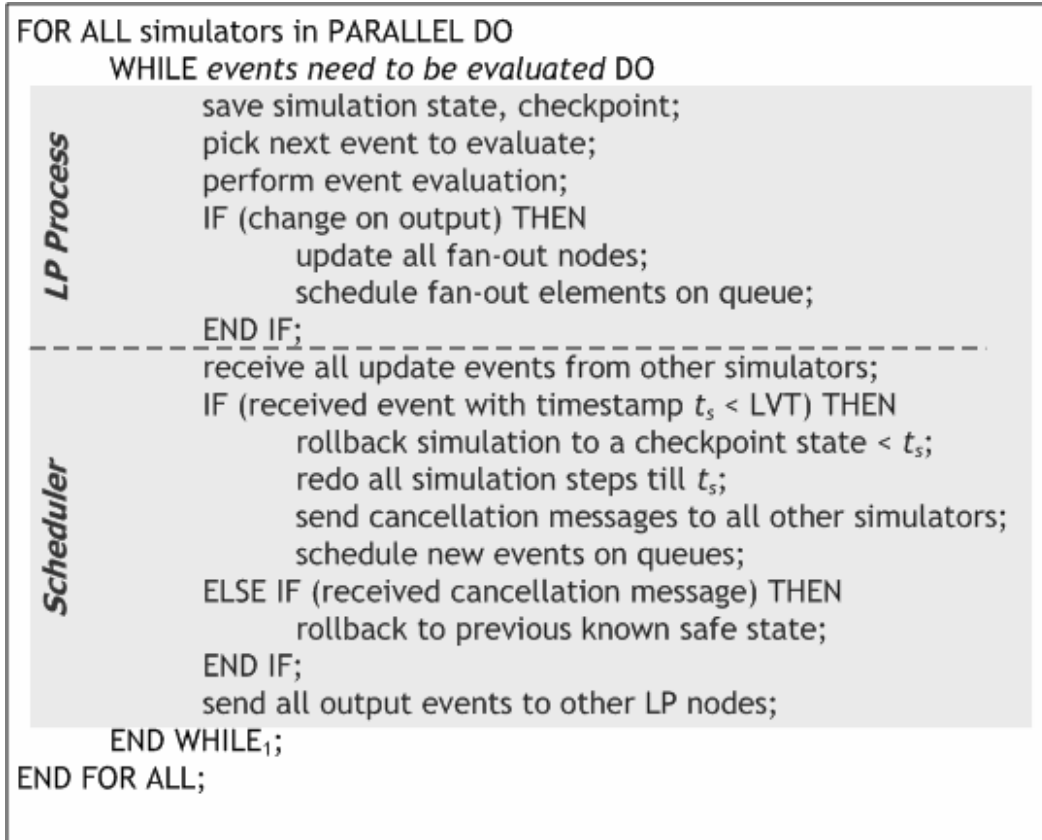 FOR ALL simulators in PARALLEL DO
WHILE events need to be evaluated DO
LP Process
save simulation state, checkpoint;
pick next event to evaluate;
perform event evaluation;
IF (change on output) THEN
update all fan-out nodes;
schedule fan-out elements on queue;
END IF;
Scheduler
receive all update events from other simulators;
IF (received event with timestamp tₛ < LVT) THEN
rollback simulation to a checkpoint state < tₛ;
redo all simulation steps till tₛ;
send cancellation messages to all other simulators;
schedule new events on queues;
ELSE IF (received cancellation message) THEN
rollback to previous known safe state;
END IF;
send all output events to other LP nodes;
END WHILE₁;
END FOR ALL;